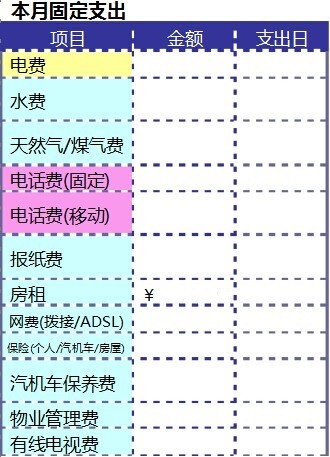 本月固定支出
项目 金额 支出日
电费
水费
天然气/煤气费
电话费(固定)
电话费(移动)
报纸费
房租 ¥
网费(拨接/ADSL)
保险(个人/汽机车/房屋)
汽机车保养费
物业管理费
有线电视费